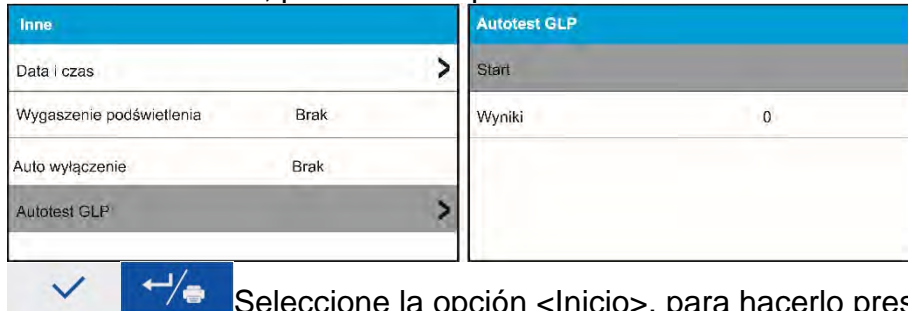 Inne
Data i czas >
Wygaszenie podświetlenia Brak
Auto wyłączenie Brak
Autotest GLP >
Autotest GLP
Start
Wyniki 0
Seleccione la opción <Inicio>, para hacerlo pres